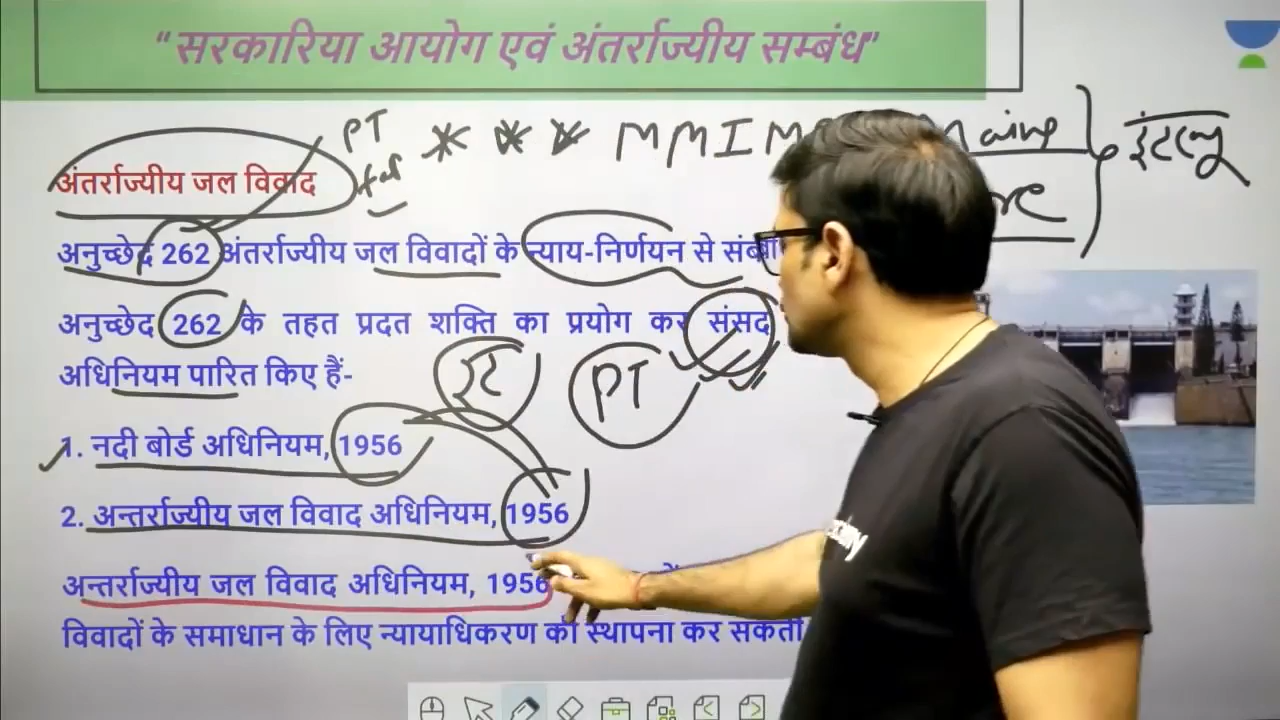 “सरकारिया आयोग एवं अंतर्राज्यीय सम्बंध”
PT
M M I M
इंटरव्यू
अंतर्राज्यीय जल विवाद
अनुच्छेद 262 अंतर्राज्यीय जल विवादों के न्याय-निर्णयन से
अनुच्छेद 262 के तहत प्रदत शक्ति का प्रयोग कर संसद
अधिनियम पारित किए हैं-
PT
1. नदी बोर्ड अधिनियम, 1956
2. अन्तर्राज्यीय जल विवाद अधिनियम, 1956
अन्तर्राज्यीय जल विवाद अधिनियम, 1956
विवादों के समाधान के लिए न्यायाधिकरण की स्थापना कर सकती